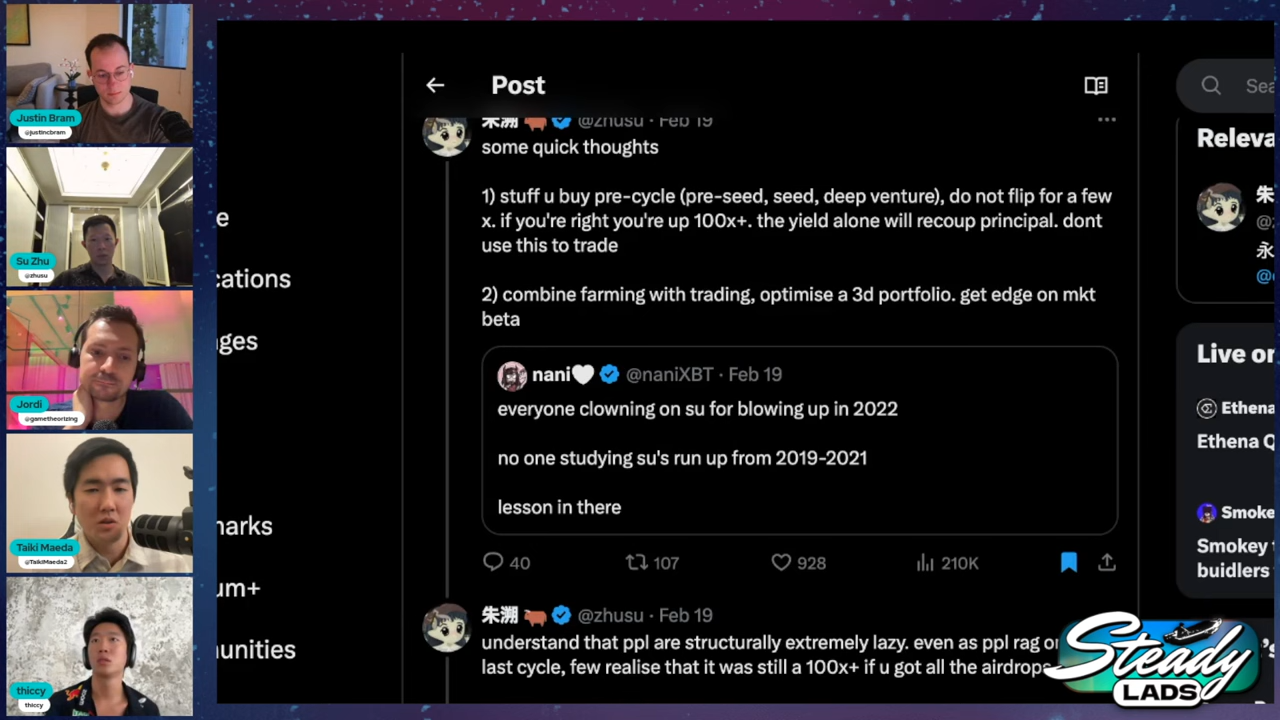 Justin Bram
@justincbram
Su Zhu
@zhusu
Jordi
@gametheorizing
Taiki Maeda
@TaikiMaeda2
thiccy
thiccy
e
cations
ges
narks
um+
unities
Post
朱溯 @zhusu · Feb 19
some quick thoughts
1) stuff u buy pre-cycle (pre-seed, seed, deep venture), do not flip for a few
x. if you're right you're up 100x+. the yield alone will recoup principal. dont
use this to trade
2) combine farming with trading, optimise a 3d portfolio. get edge on mkt
beta
nani @naniXBT · Feb 19
everyone clowning on su for blowing up in 2022
no one studying su's run up from 2019-2021
lesson in there
40 107 928 210K
朱溯 @zhusu · Feb 19
understand that ppl are structurally extremely lazy. even as ppl rag on
last cycle, few realise that it was still a 100x+ if u got all the airdrops
Sea
Releva
朱
@z
永
Live on
Ethena
Ethena Q
Smoke
Smokey
buidlers
Steady
LADS